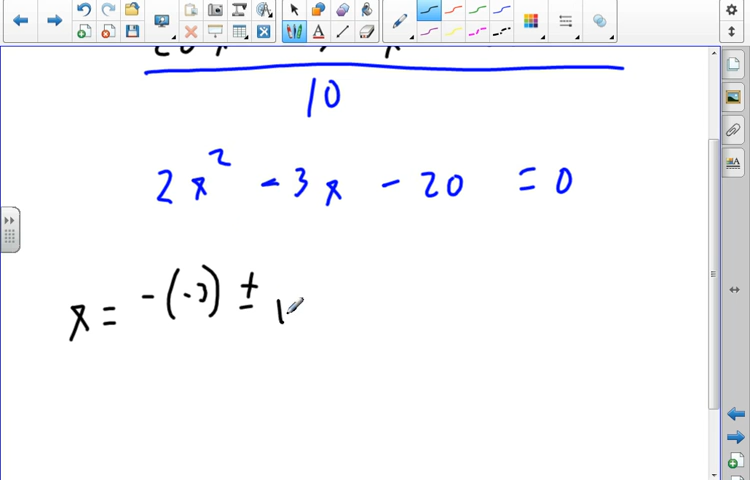 10
2x² - 3x - 20 = 0
x = -(-3) ±